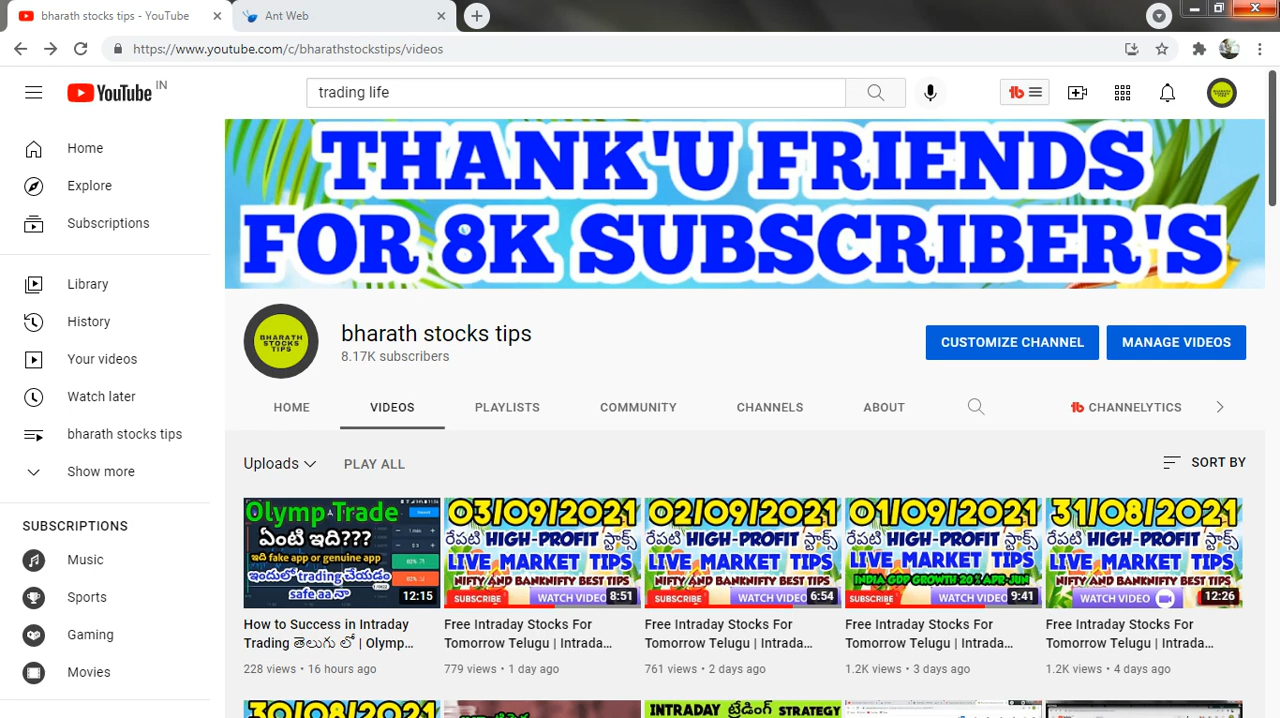 bharath stocks tips - YouTube
Ant Web
https://www.youtube.com/c/bharathstockstips/videos
YouTube IN
trading life
Home
Explore
Subscriptions
Library
History
Your videos
Watch later
bharath stocks tips
Show more
SUBSCRIPTIONS
Music
Sports
Gaming
Movies
THANK'U FRIENDS
FOR 8K SUBSCRIBER'S
BHARATH
STOCKS
TIPS
bharath stocks tips
8.17K subscribers
CUSTOMIZE CHANNEL
MANAGE VIDEOS
HOME
VIDEOS
PLAYLISTS
COMMUNITY
CHANNELS
ABOUT
CHANNELYTICS
Uploads
PLAY ALL
SORT BY
Olymp Trade
ఏంటి ఇది???
ఇది fake app or genuine app
ఇందులో trading చేయడం
safe aa నా
12:15
How to Success in Intraday
Trading తెలుగు లో | Olymp...
228 views • 16 hours ago
03/09/2021
రేపటి HIGH-PROFIT స్టాక్స్
LIVE MARKET TIPS
NIFTY AND BANKNIFTY BEST TIPS
SUBSCRIBE
WATCH VIDEO
8:51
Free Intraday Stocks For
Tomorrow Telugu | Intrada...
779 views • 1 day ago
02/09/2021
రేపటి HIGH-PROFIT స్టాక్స్
LIVE MARKET TIPS
NIFTY AND BANKNIFTY BEST TIPS
SUBSCRIBE
WATCH VIDEO
6:54
Free Intraday Stocks For
Tomorrow Telugu | Intrada...
761 views • 2 days ago
01/09/2021
రేపటి HIGH-PROFIT స్టాక్స్
LIVE MARKET TIPS
INDIA GDP GROWTH 20% APR-JUN
SUBSCRIBE
WATCH VIDEO
9:41
Free Intraday Stocks For
Tomorrow Telugu | Intrada...
1.2K views • 3 days ago
31/08/2021
రేపటి HIGH-PROFIT స్టాక్స్
LIVE MARKET TIPS
NIFTY AND BANKNIFTY BEST TIPS
WATCH VIDEO
12:26
Free Intraday Stocks For
Tomorrow Telugu | Intrada...
1.2K views • 4 days ago
30/08/2021
INTRADAY ట్రేడింగ్ STRATEGY